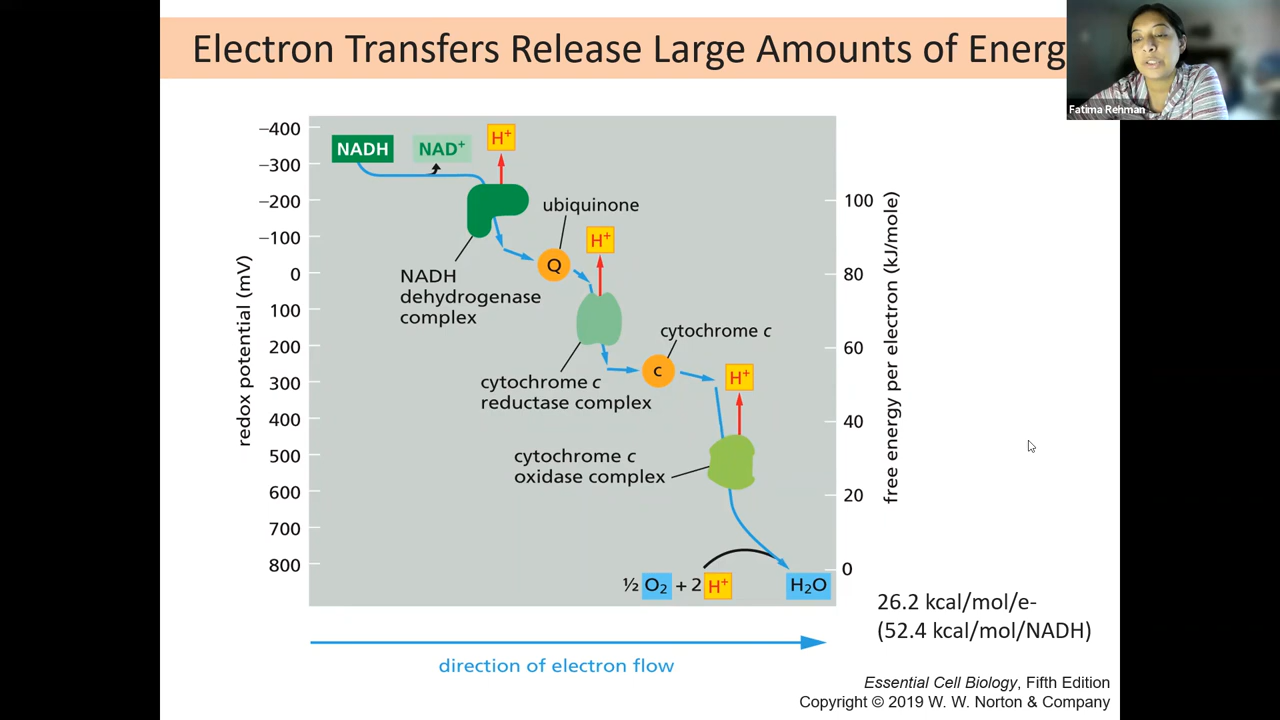 Electron Transfers Release Large Amounts of Energ
Fatima Rehman
−400
−300
−200
−100
0
100
200
300
400
500
600
700
800
redox potential (mV)
NADH
NAD⁺
H⁺
ubiquinone
Q
H⁺
NADH
dehydrogenase
complex
cytochrome c
c
H⁺
cytochrome c
reductase complex
cytochrome c
oxidase complex
½ O₂ + 2 H⁺
H₂O
100
80
60
40
20
0
free energy per electron (kJ/mole)
direction of electron flow
26.2 kcal/mol/e-
(52.4 kcal/mol/NADH)
Essential Cell Biology, Fifth Edition
Copyright © 2019 W. W. Norton & Company